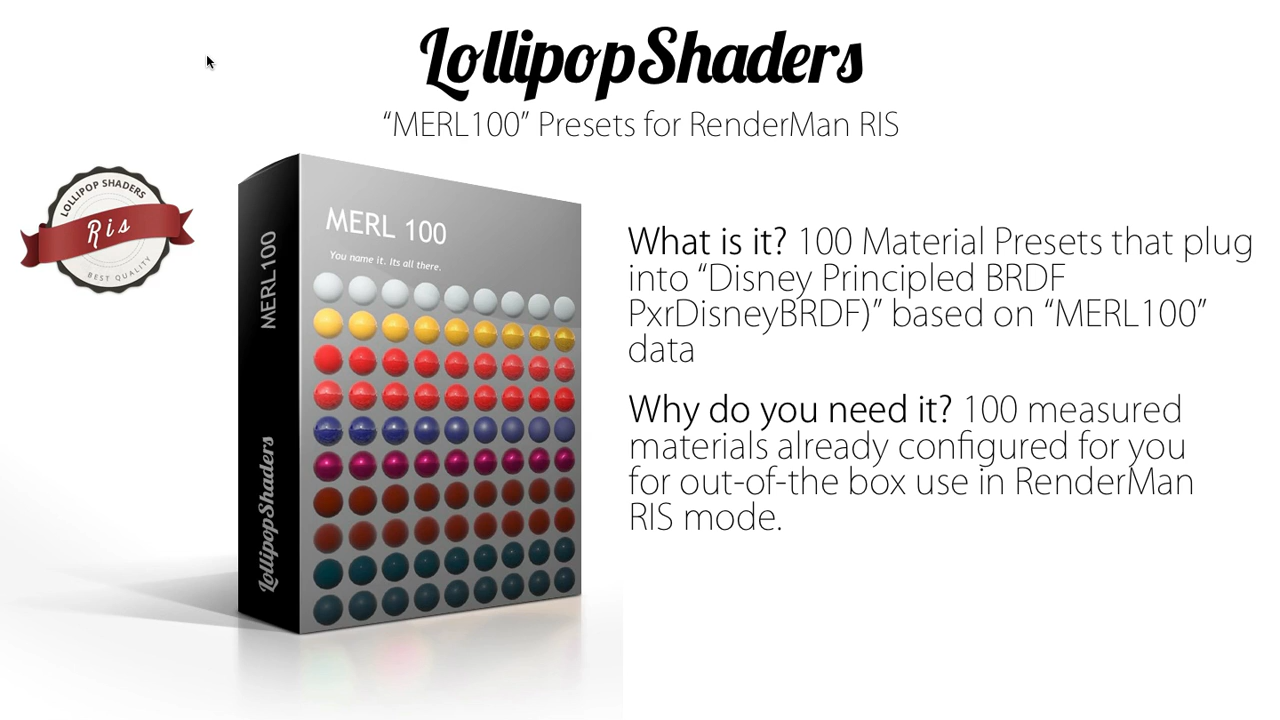 LollipopShaders
“MERL100” Presets for RenderMan RIS
LOLLIPOP SHADERS
Ris
BEST QUALITY
MERL100
LollipopShaders
MERL 100
You name it. Its all there.
What is it? 100 Material Presets that plug
into “Disney Principled BRDF
PxrDisneyBRDF)” based on “MERL100”
data
Why do you need it? 100 measured
materials already configured for you
for out-of-the box use in RenderMan
RIS mode.